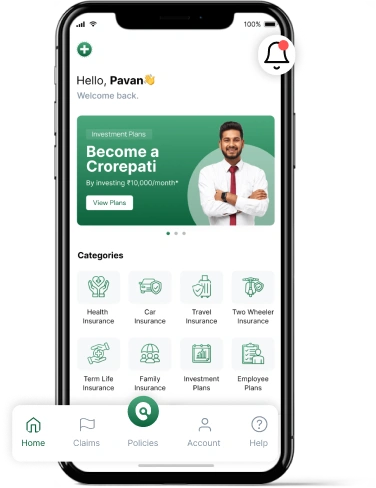 100%
Hello, Pavan👋
Welcome back.
Investment Plans
Become a
Crorepati
By Investing ₹10,000/month*
View Plans
Categories
Health
Insurance
Car
Insurance
Travel
Insurance
Two Wheeler
Insurance
Term Life
Insurance
Family
Insurance
Investment
Plans
Employee
Plans
Home
Claims
Policies
Account
Help